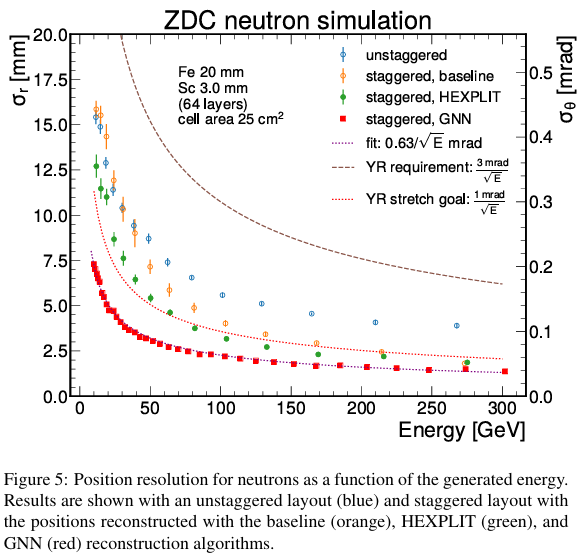 ZDC neutron simulation
σr [mm]
20.0
17.5
15.0
12.5
10.0
7.5
5.0
2.5
0.0
Fe 20 mm
Sc 3.0 mm
(64 layers)
cell area 25 cm²
unstaggered
staggered, baseline
staggered, HEXPLIT
staggered, GNN
fit: 0.63/√E mrad
YR requirement: 3 mrad/√E
YR stretch goal: 1 mrad/√E
σθ [mrad]
0.5
0.4
0.3
0.2
0.1
0.0
0 50 100 150 200 250 300
Energy [GeV]
Figure 5: Position resolution for neutrons as a function of the generated energy.
Results are shown with an unstaggered layout (blue) and staggered layout with
the positions reconstructed with the baseline (orange), HEXPLIT (green), and
GNN (red) reconstruction algorithms.